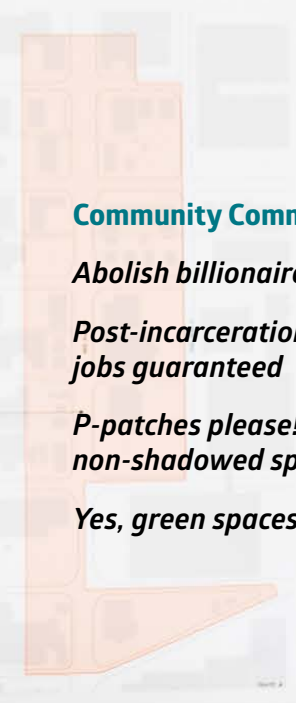 Community Comm
Abolish billionaire
Post-incarceration
jobs guaranteed
P-patches please!
non-shadowed sp
Yes, green spaces